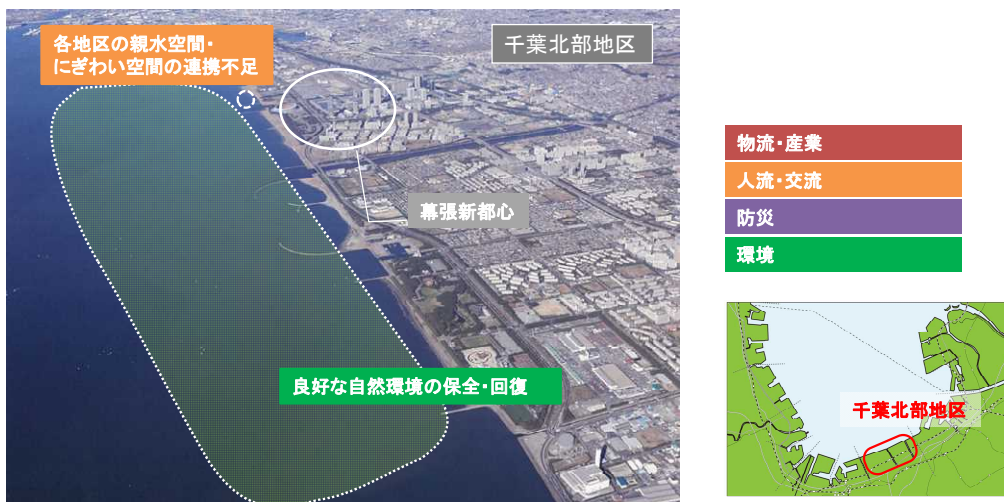 各地区の親水空間・
にぎわい空間の連携不足
千葉北部地区
幕張新都心
良好な自然環境の保全・回復
物流・産業
人流・交流
防災
環境
千葉北部地区